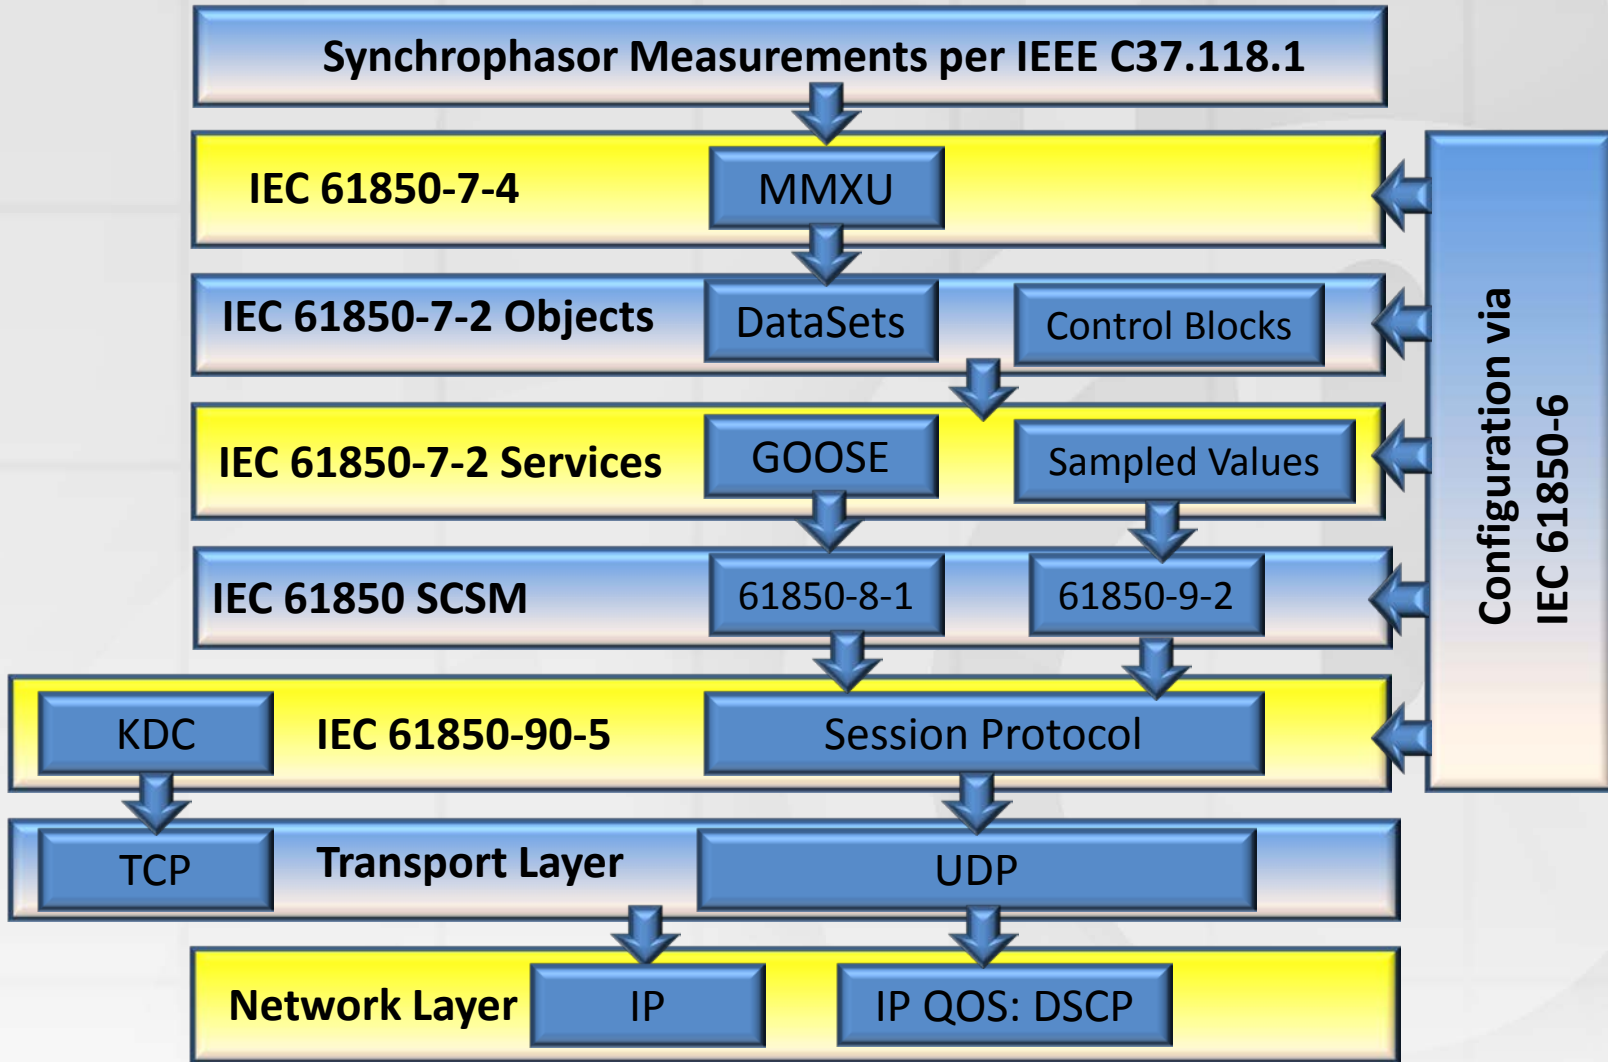 Synchrophasor Measurements per IEEE C37.118.1
IEC 61850-7-4
MMXU
IEC 61850-7-2 Objects
DataSets
Control Blocks
IEC 61850-7-2 Services
GOOSE
Sampled Values
IEC 61850 SCSM
61850-8-1
61850-9-2
KDC
IEC 61850-90-5
Session Protocol
TCP
Transport Layer
UDP
Network Layer
IP
IP QOS: DSCP
Configuration via
IEC 61850-6